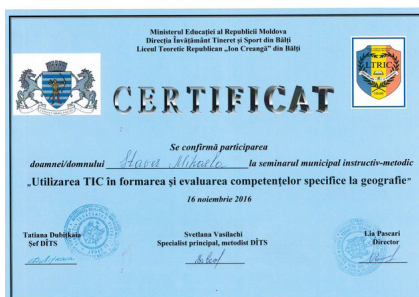 Ministerul Educației al Republicii Moldova
Direcția Învățământ Tineret și Sport din Bălți
Liceul Teoretic Republican „Ion Creangă” din Bălți
LTRIC
CERTIFICAT
Se confirmă participarea
doamnei/domnului Staver Mihaela la seminarul municipal instructiv-metodic
„Utilizarea TIC în formarea și evaluarea competențelor specifice la geografie”
16 noiembrie 2016
Tatiana Dubițkaia
Șef DÎTS
Svetlana Vasilachi
Specialist principal, metodist DÎTS
Lia Pascari
Director